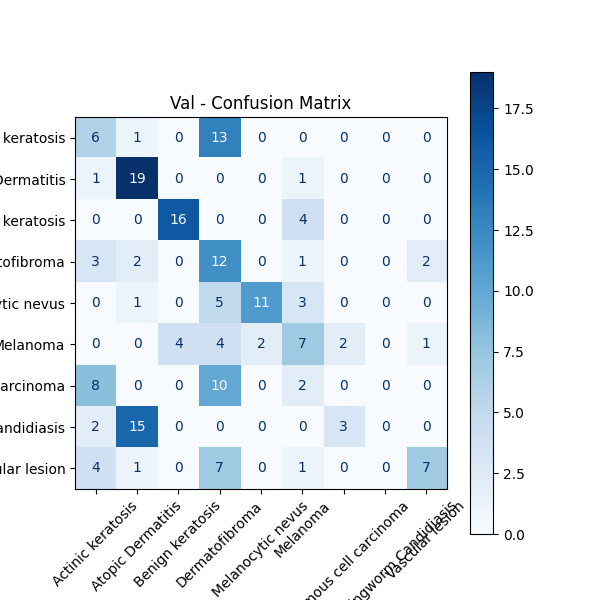 Val - Confusion Matrix
keratosis 6 1 0 13 0 0 0 0 0
Dermatitis 1 19 0 0 0 1 0 0 0
keratosis 0 0 16 0 0 4 0 0 0
tofibroma 3 2 0 12 0 1 0 0 2
ytic nevus 0 1 0 5 11 3 0 0 0
Melanoma 0 0 4 4 2 7 2 0 1
arcinoma 8 0 0 10 0 2 0 0 0
andidiasis 2 15 0 0 0 0 3 0 0
ular lesion 4 1 0 7 0 1 0 0 7
Actinic keratosis
Atopic Dermatitis
Benign keratosis
Dermatofibroma
Melanocytic nevus
Melanoma
mous cell carcinoma
ngworm Candidiasis
Vascular lesion
17.5
15.0
12.5
10.0
7.5
5.0
2.5
0.0